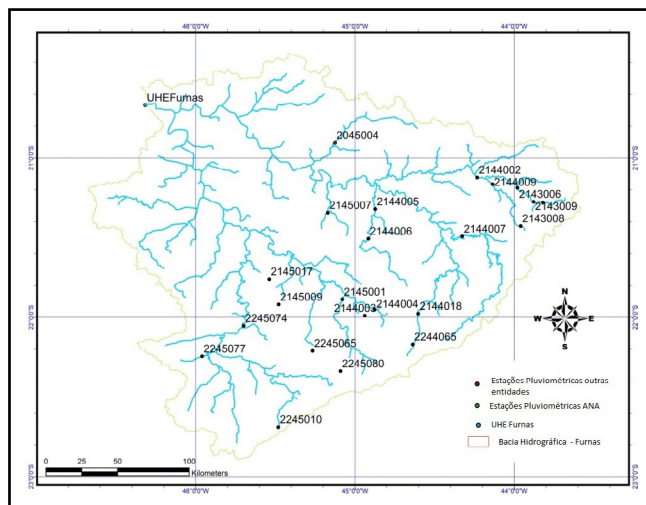 46°0'0"W
45°0'0"W
44°0'0"W
UHEFurnas
2045004
21°0'0"S
21°0'0"S
2144002
2144009
2143006
2143009
2143008
2145007
2144005
2144006
2144007
2145017
2145009
2145001
2144003
2144004
2144018
22°0'0"S
22°0'0"S
2245074
2245077
2245065
2244065
2245080
2245010
N
W
E
S
Estações Pluviométricas outras
entidades
Estações Pluviométricas ANA
UHE Furnas
Bacia Hidrográfica - Furnas
0 25 50 100
Kilometers
23°0'0"S
23°0'0"S
46°0'0"W
45°0'0"W
44°0'0"W